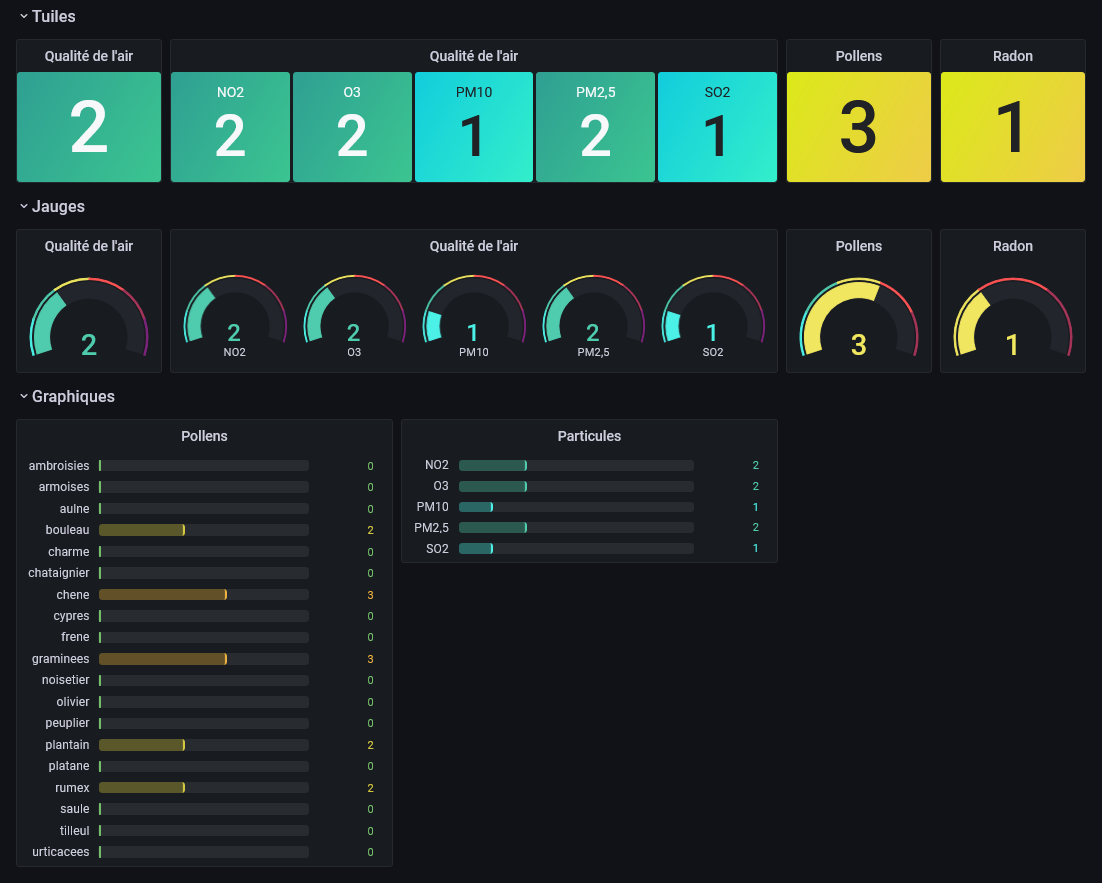 Tuiles
Qualité de l'air
2
Qualité de l'air
NO2
2
O3
2
PM10
1
PM2,5
2
SO2
1
Pollens
3
Radon
1
Jauges
Qualité de l'air
2
Qualité de l'air
2
NO2
2
O3
1
PM10
2
PM2,5
1
SO2
Pollens
3
Radon
1
Graphiques
Pollens
ambroisies 0
armoises 0
aulne 0
bouleau 2
charme 0
chataignier 0
chene 3
cypres 0
frene 0
graminees 3
noisetier 0
olivier 0
peuplier 0
plantain 2
platane 0
rumex 2
saule 0
tilleul 0
urticacees 0
Particules
NO2 2
O3 2
PM10 1
PM2,5 2
SO2 1